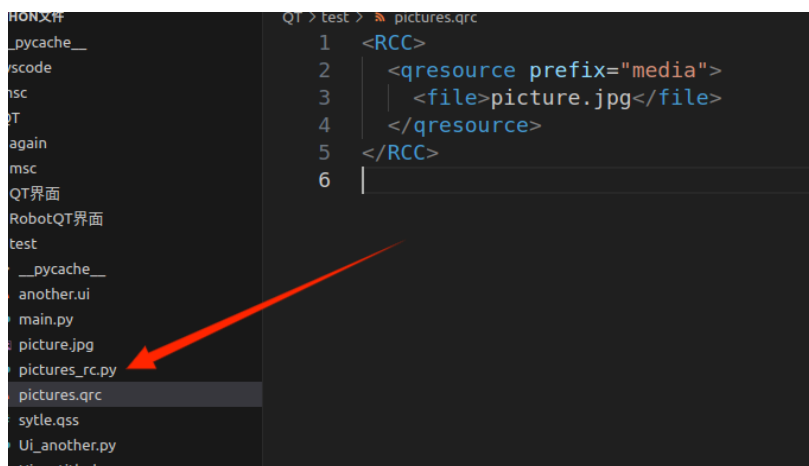 HON文件
_pycache_
vscode
nsc
QT
again
msc
QT界面
RobotQT界面
test
__pycache__
another.ui
main.py
picture.jpg
pictures_rc.py
pictures.qrc
sytle.qss
Ui_another.py
QT > test > pictures.qrc
1 <RCC>
2 <qresource prefix="media">
3 <file>picture.jpg</file>
4 </qresource>
5 </RCC>
6